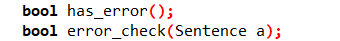 bool has_error();
bool error_check(Sentence a);